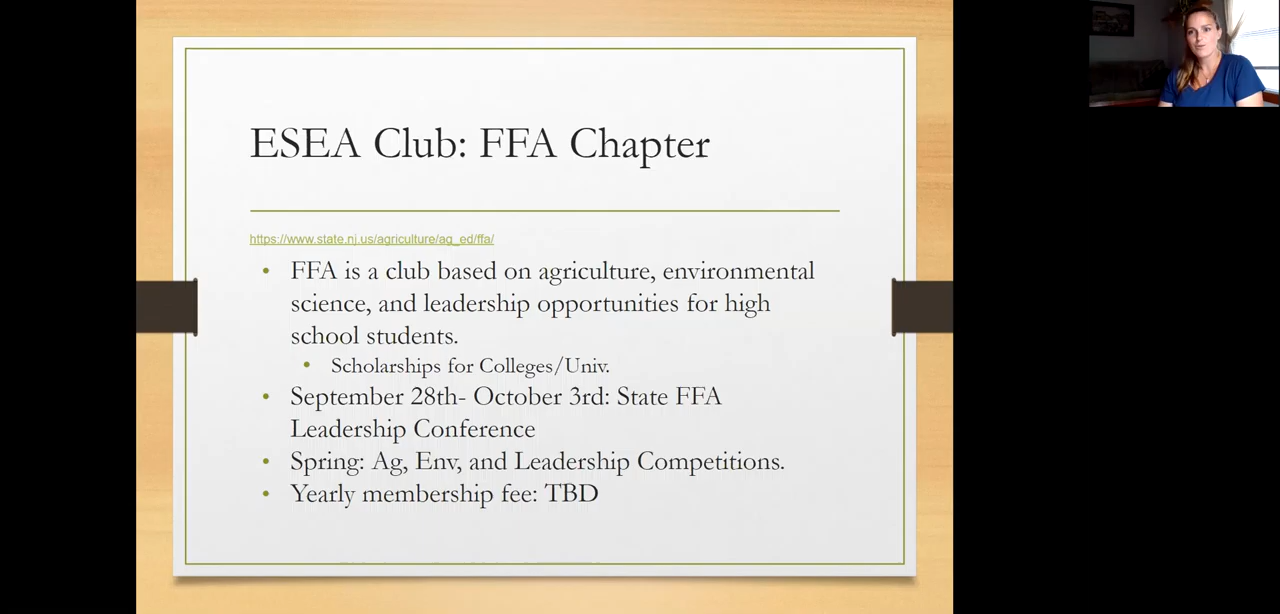 ESEA Club: FFA Chapter
https://www.state.nj.us/agriculture/ag_ed/ffa/
• FFA is a club based on agriculture, environmental
science, and leadership opportunities for high
school students.
• Scholarships for Colleges/Univ.
• September 28th- October 3rd: State FFA
Leadership Conference
• Spring: Ag, Env, and Leadership Competitions.
• Yearly membership fee: TBD